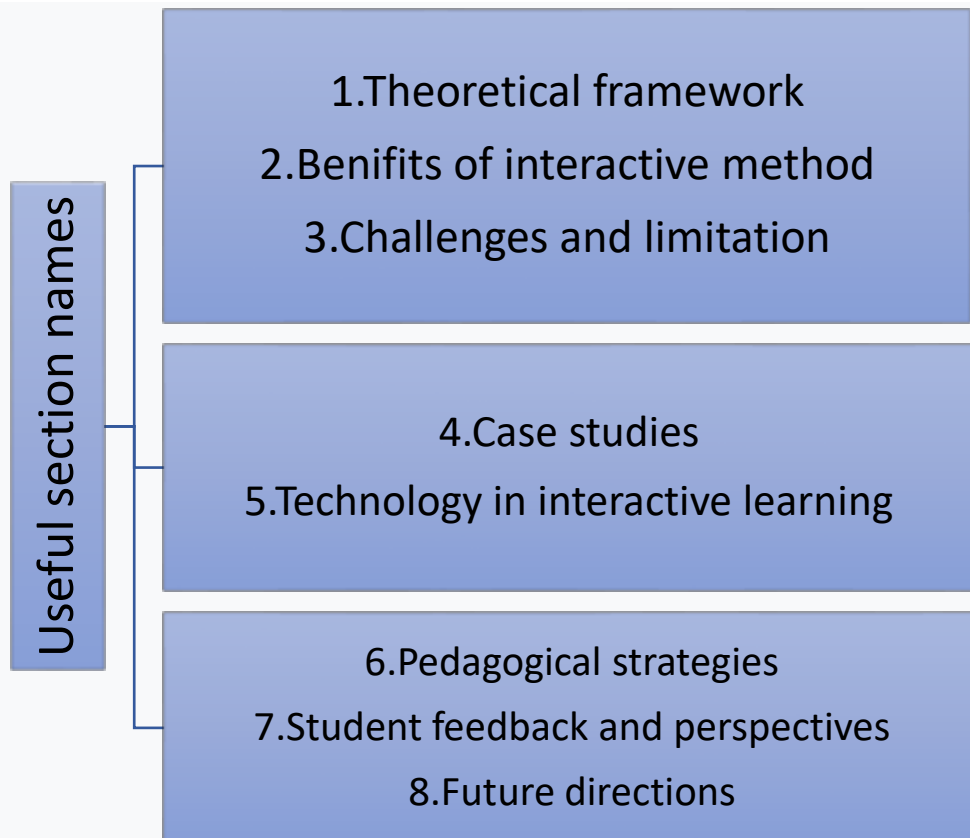 Useful section names
1.Theoretical framework
2.Benifits of interactive method
3.Challenges and limitation
4.Case studies
5.Technology in interactive learning
6.Pedagogical strategies
7.Student feedback and perspectives
8.Future directions